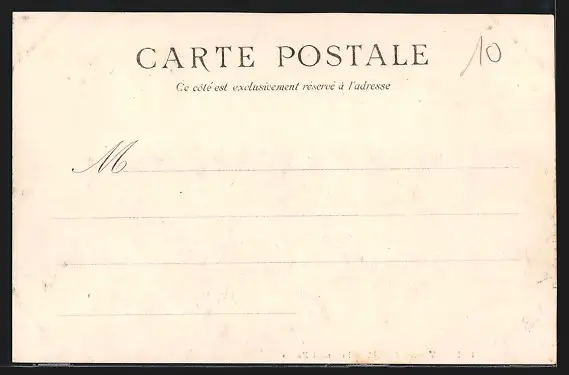 CARTE POSTALE
10
Ce côté est exclusivement réservé à l'adresse
M